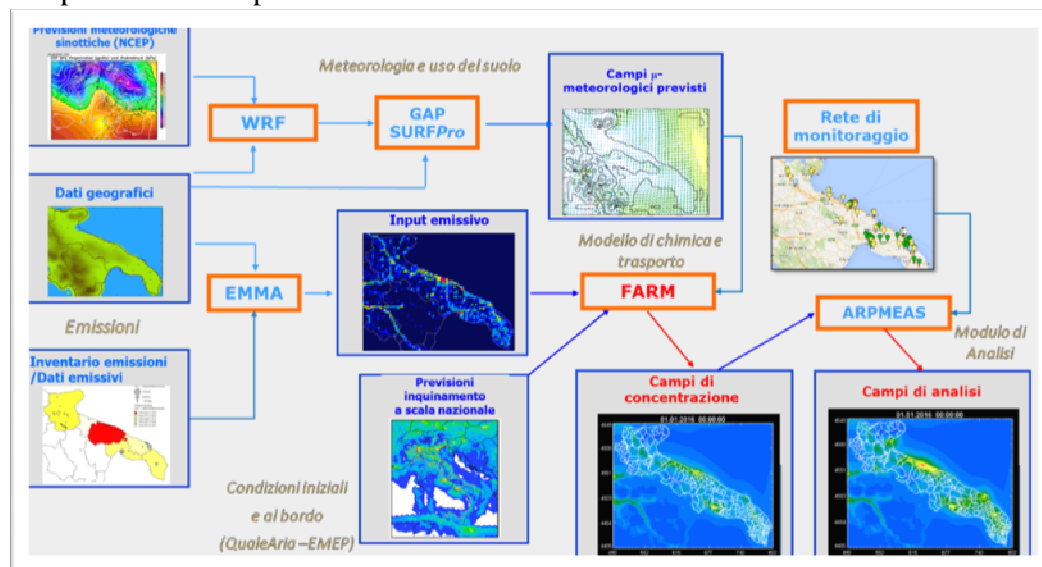 Previsioni meteorologiche
sinottiche (NCEP)
Meteorologia e uso del suolo
WRF
GAP
SURFPro
Campi μ-
meteorologici previsti
Rete di
monitoraggio
Dati geografici
Input emissivo
Modello di chimica e
trasporto
EMMA
FARM
ARPMEAS
Emissioni
Modulo di
Analisi
Inventario emissioni
/Dati emissivi
Previsioni
inquinamento
a scala nazionale
Campi di
concentrazione
Campi di analisi
01.01.2016 00:00:00
01.01.2016 00:00:00
Condizioni iniziali
e al bordo
(QualeAria –EMEP)